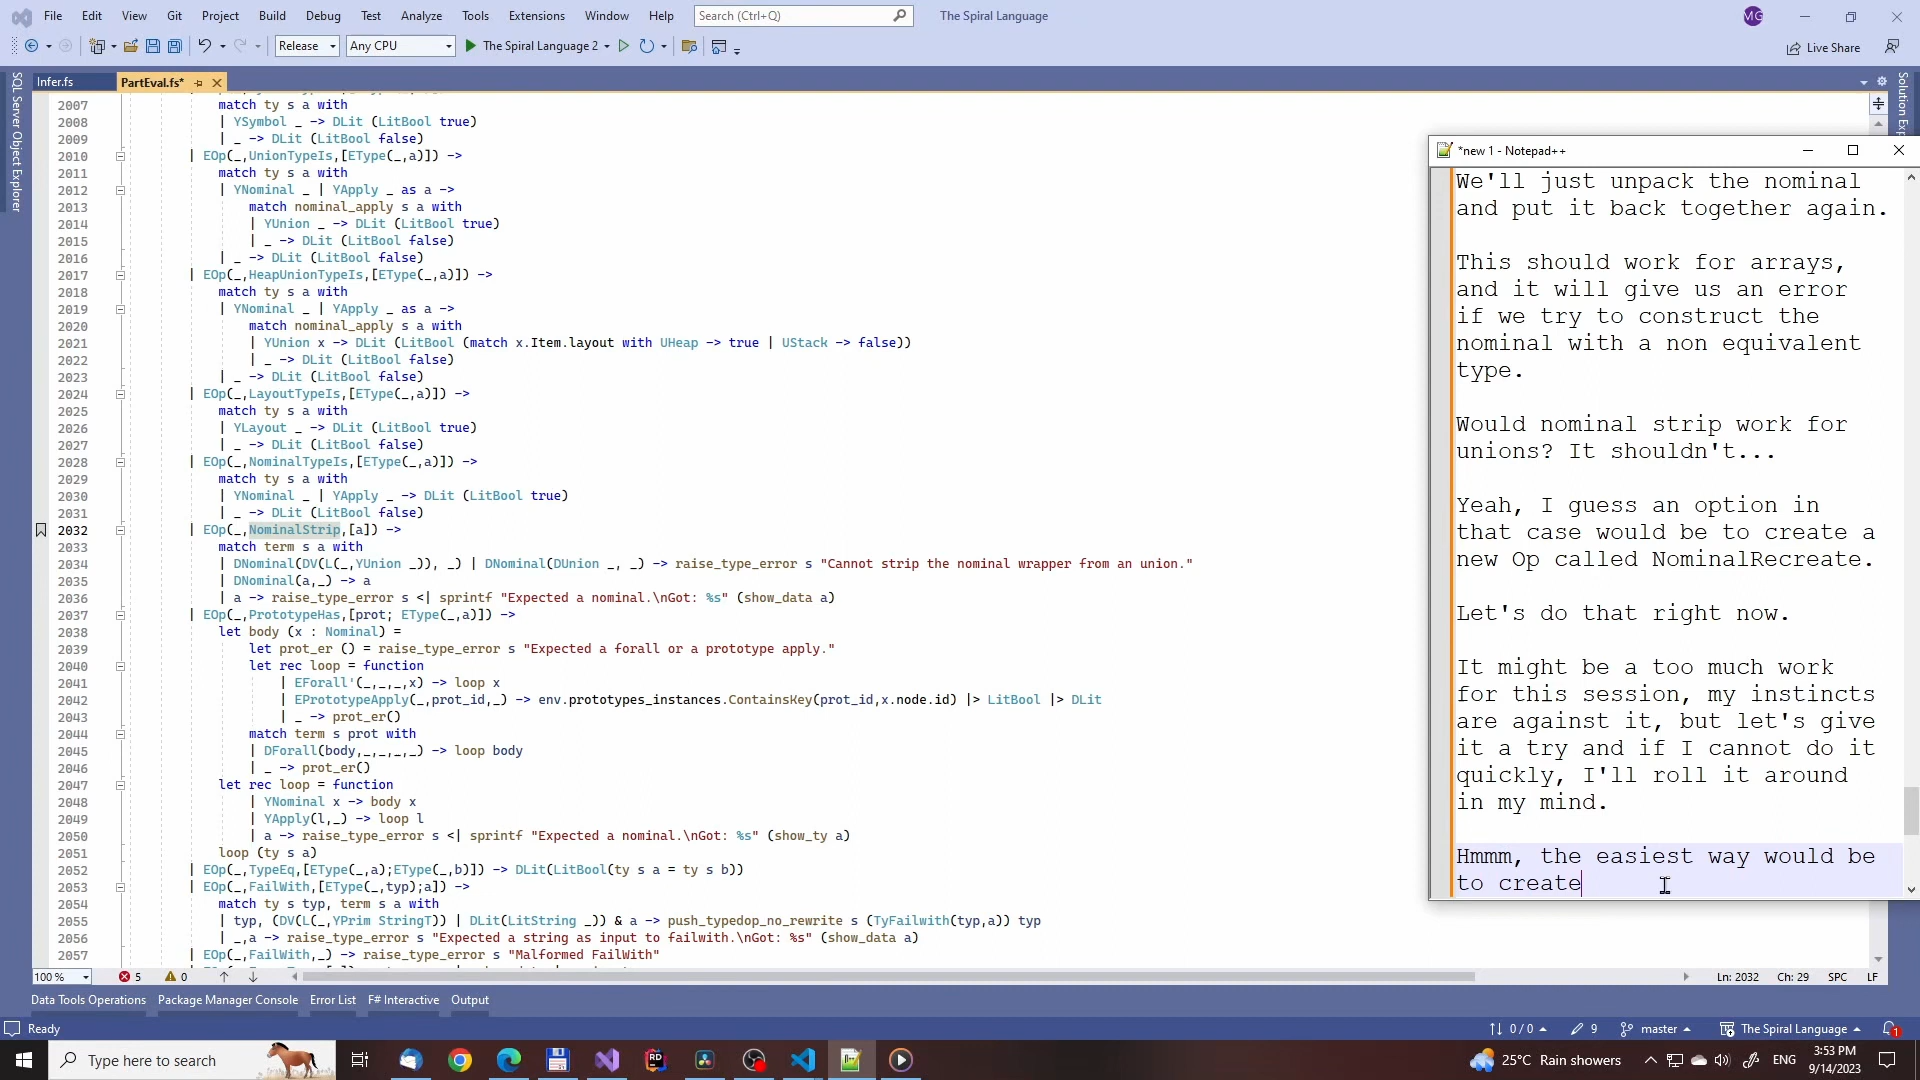 File Edit View Git Project Build Debug Test Analyze Tools Extensions Window Help Search (Ctrl+Q) The Spiral Language MG
Release Any CPU The Spiral Language 2 Live Share
SQL Server Object Explorer
Infer.fs PartEval.fs*
2007 match ty s a with
2008 | YSymbol _ -> DLit (LitBool true)
2009 | _ -> DLit (LitBool false)
2010 | EOp(_,UnionTypeIs,[EType(_,a)]) ->
2011 match ty s a with
2012 | YNominal _ | YApply _ as a ->
2013 match nominal_apply s a with
2014 | YUnion _ -> DLit (LitBool true)
2015 | _ -> DLit (LitBool false)
2016 | _ -> DLit (LitBool false)
2017 | EOp(_,HeapUnionTypeIs,[EType(_,a)]) ->
2018 match ty s a with
2019 | YNominal _ | YApply _ as a ->
2020 match nominal_apply s a with
2021 | YUnion x -> DLit (LitBool (match x.Item.layout with UHeap -> true | UStack -> false))
2022 | _ -> DLit (LitBool false)
2023 | _ -> DLit (LitBool false)
2024 | EOp(_,LayoutTypeIs,[EType(_,a)]) ->
2025 match ty s a with
2026 | YLayout _ -> DLit (LitBool true)
2027 | _ -> DLit (LitBool false)
2028 | EOp(_,NominalTypeIs,[EType(_,a)]) ->
2029 match ty s a with
2030 | YNominal _ | YApply _ -> DLit (LitBool true)
2031 | _ -> DLit (LitBool false)
2032 | EOp(_,NominalStrip,[a]) ->
2033 match term s a with
2034 | DNominal(DV(L(_,YUnion _)), _) | DNominal(DUnion _, _) -> raise_type_error s "Cannot strip the nominal wrapper from an union."
2035 | DNominal(a,_) -> a
2036 | a -> raise_type_error s <| sprintf "Expected a nominal.\nGot: %s" (show_data a)
2037 | EOp(_,PrototypeHas,[prot; EType(_,a)]) ->
2038 let body (x : Nominal) =
2039 let prot_er () = raise_type_error s "Expected a forall or a prototype apply."
2040 let rec loop = function
2041 | EForall'(_,_,_,x) -> loop x
2042 | EPrototypeApply(_,prot_id,_) -> env.prototypes_instances.ContainsKey(prot_id,x.node.id) |> LitBool |> DLit
2043 | _ -> prot_er()
2044 match term s prot with
2045 | DForall(body,_,_,_,_) -> loop body
2046 | _ -> prot_er()
2047 let rec loop = function
2048 | YNominal x -> body x
2049 | YApply(l,_) -> loop l
2050 | a -> raise_type_error s <| sprintf "Expected a nominal.\nGot: %s" (show_ty a)
2051 loop (ty s a)
2052 | EOp(_,TypeEq,[EType(_,a);EType(_,b)]) -> DLit(LitBool(ty s a = ty s b))
2053 | EOp(_,FailWith,[EType(_,typ);a]) ->
2054 match ty s typ, term s a with
2055 | typ, (DV(L(_,YPrim StringT)) | DLit(LitString _)) & a -> push_typedop_no_rewrite s (TyFailwith(typ,a)) typ
2056 | _,a -> raise_type_error s "Expected a string as input to failwith.\nGot: %s" (show_data a)
2057 | EOp(_,FailWith,_) -> raise_type_error s "Malformed FailWith"
*new 1 - Notepad++
We'll just unpack the nominal
and put it back together again.
This should work for arrays,
and it will give us an error
if we try to construct the
nominal with a non equivalent
type.
Would nominal strip work for
unions? It shouldn't...
Yeah, I guess an option in
that case would be to create a
new Op called NominalRecreate.
Let's do that right now.
It might be a too much work
for this session, my instincts
are against it, but let's give
it a try and if I cannot do it
quickly, I'll roll it around
in my mind.
Hmmm, the easiest way would be
to create
100 % 5 0 Ln: 2032 Ch: 29 SPC LF
Data Tools Operations Package Manager Console Error List F# Interactive Output
Ready 0 / 0 9 master The Spiral Language 1
Type here to search 25°C Rain showers ENG 3:53 PM
9/14/2023